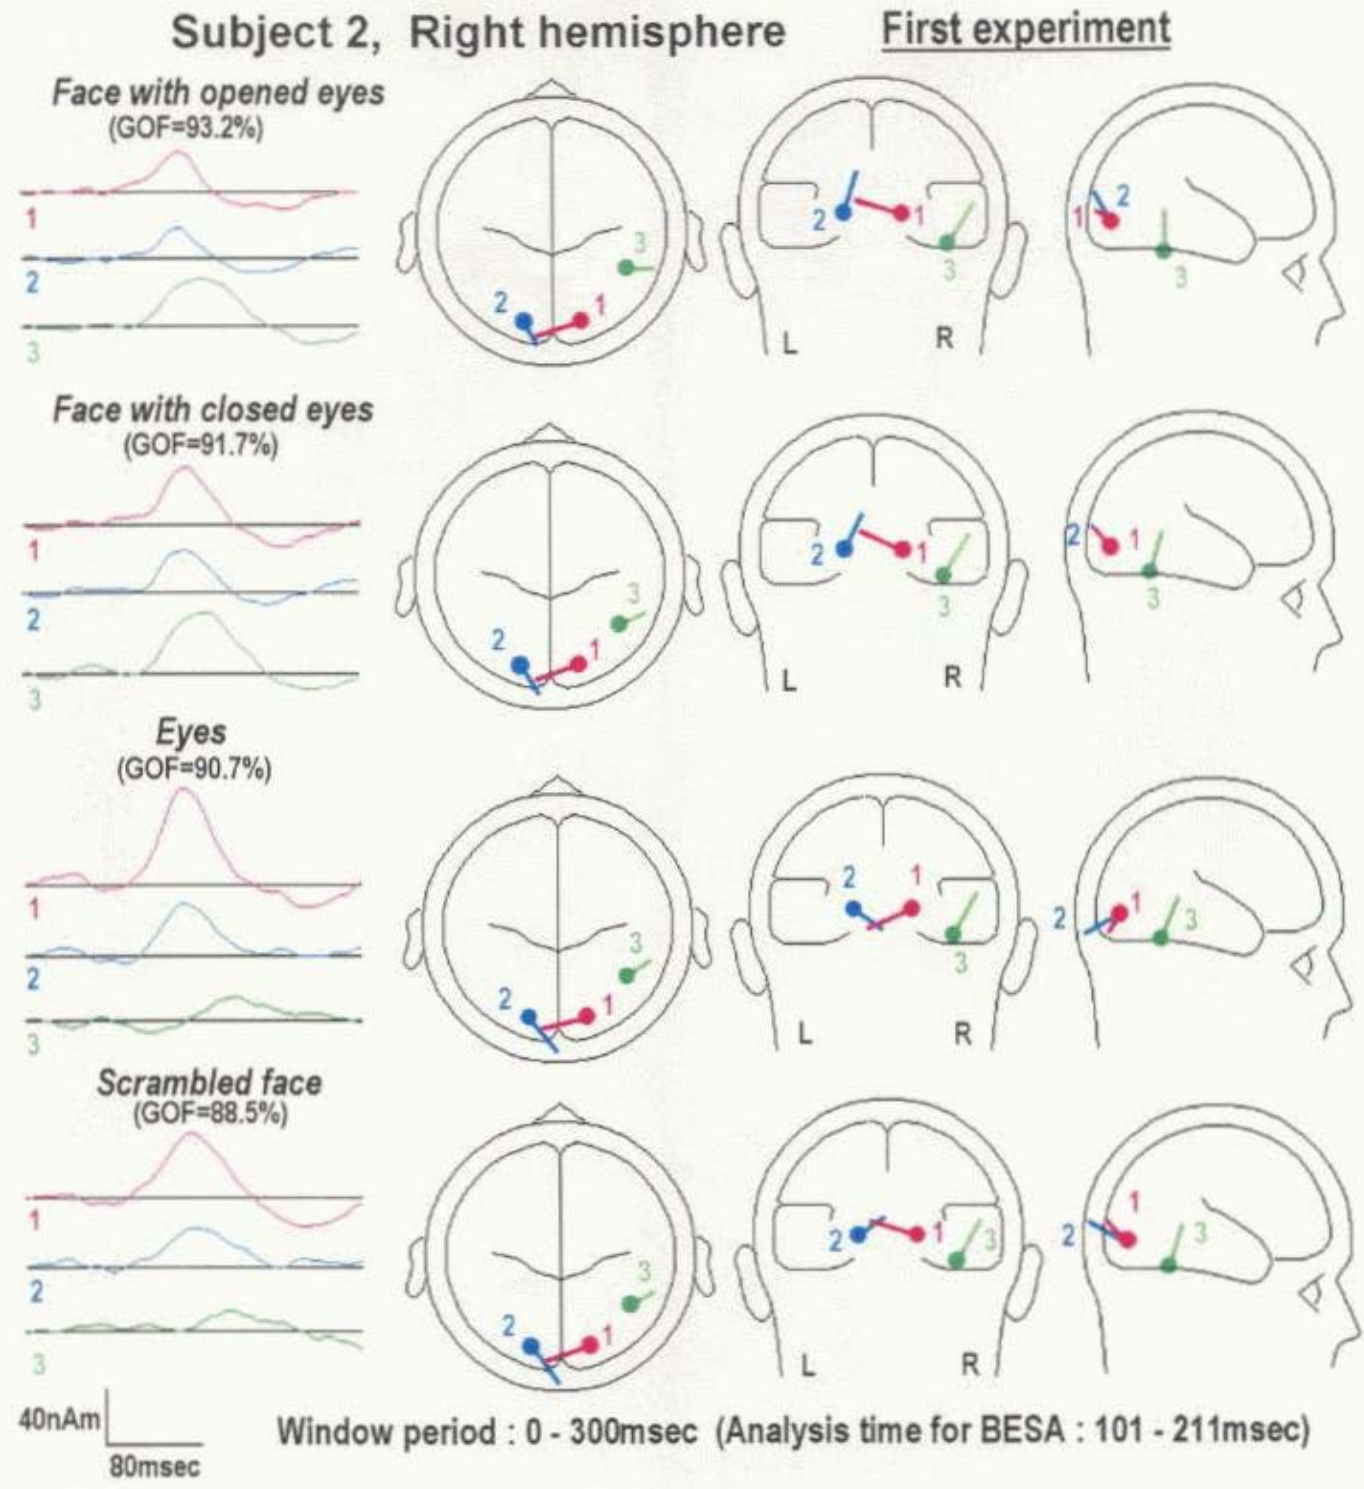 Subject 2, Right hemisphere First experiment
Face with opened eyes
(GOF=93.2%)
1
2
3
2 1
3
2 1
3
L R
1 2
3
Face with closed eyes
(GOF=91.7%)
1
2
3
2 1
3
2 1
3
L R
2 1
3
Eyes
(GOF=90.7%)
1
2
3
2 1
3
2 1
3
L R
2 1 3
Scrambled face
(GOF=88.5%)
1
2
3
2 1
3
2 1 3
L R
2 1 3
40nAm
80msec
Window period : 0 - 300msec (Analysis time for BESA : 101 - 211msec)